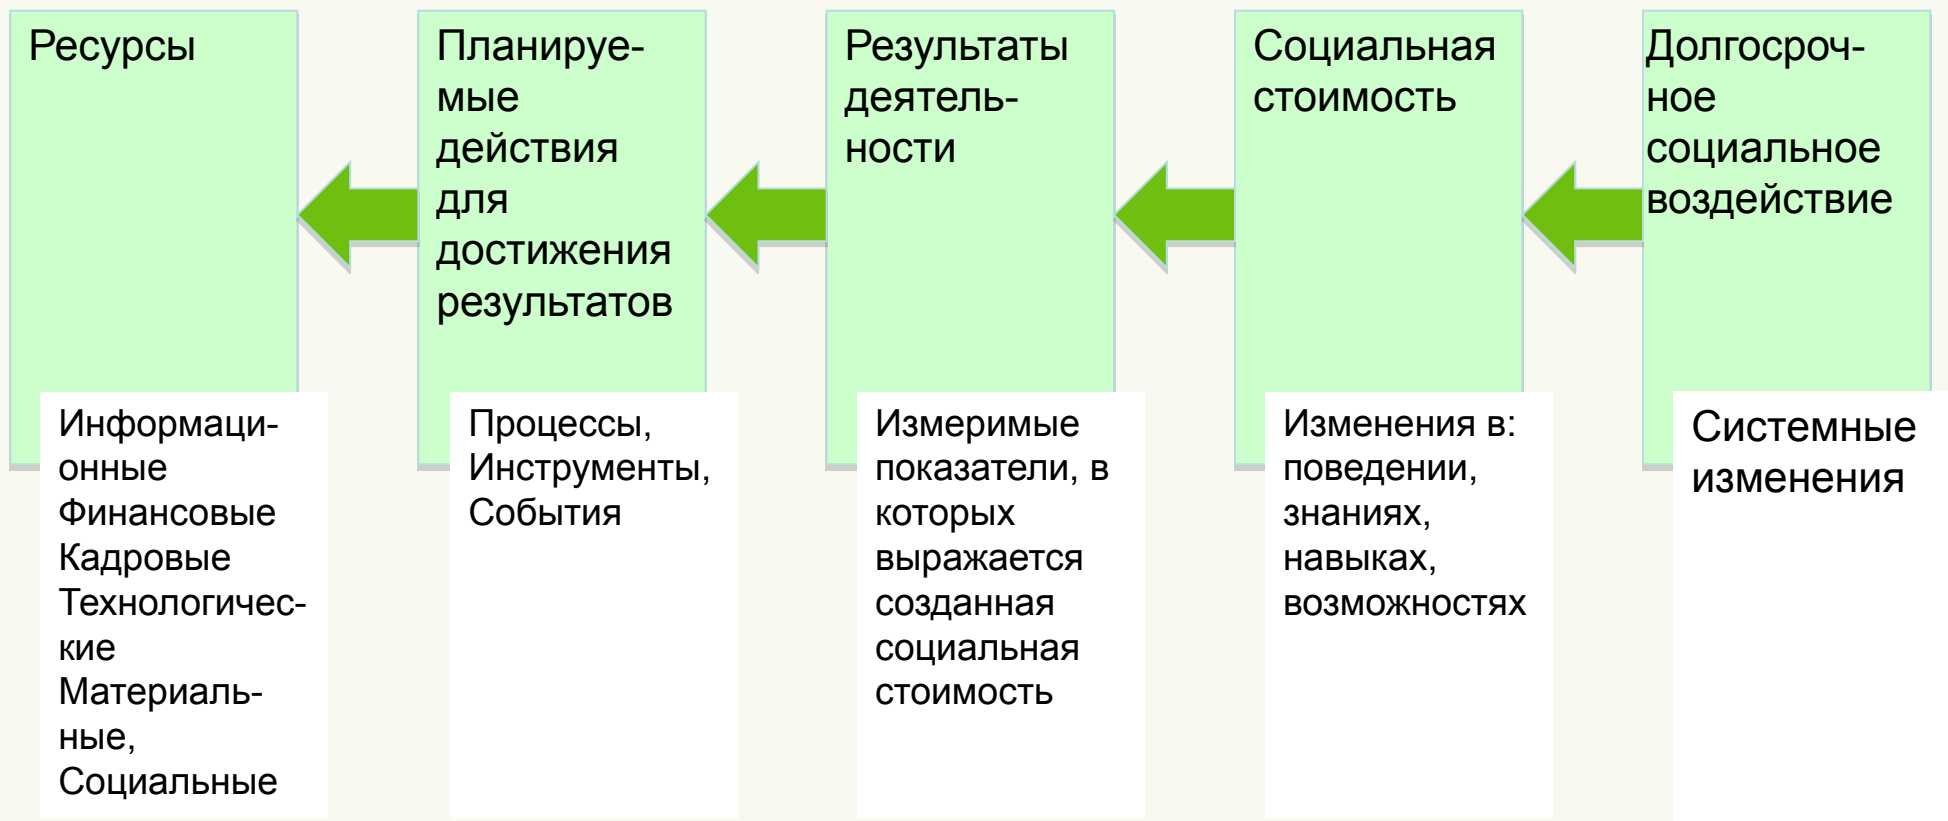 Ресурсы
Информаци-
онные
Финансовые
Кадровые
Технологичес-
кие
Материаль-
ные,
Социальные
Планируе-
мые
действия
для
достижения
результатов
Процессы,
Инструменты,
События
Результаты
деятель-
ности
Измеримые
показатели, в
которых
выражается
созданная
социальная
стоимость
Социальная
стоимость
Изменения в:
поведении,
знаниях,
навыках,
возможностях
Долгосроч-
ное
социальное
воздействие
Системные
изменения